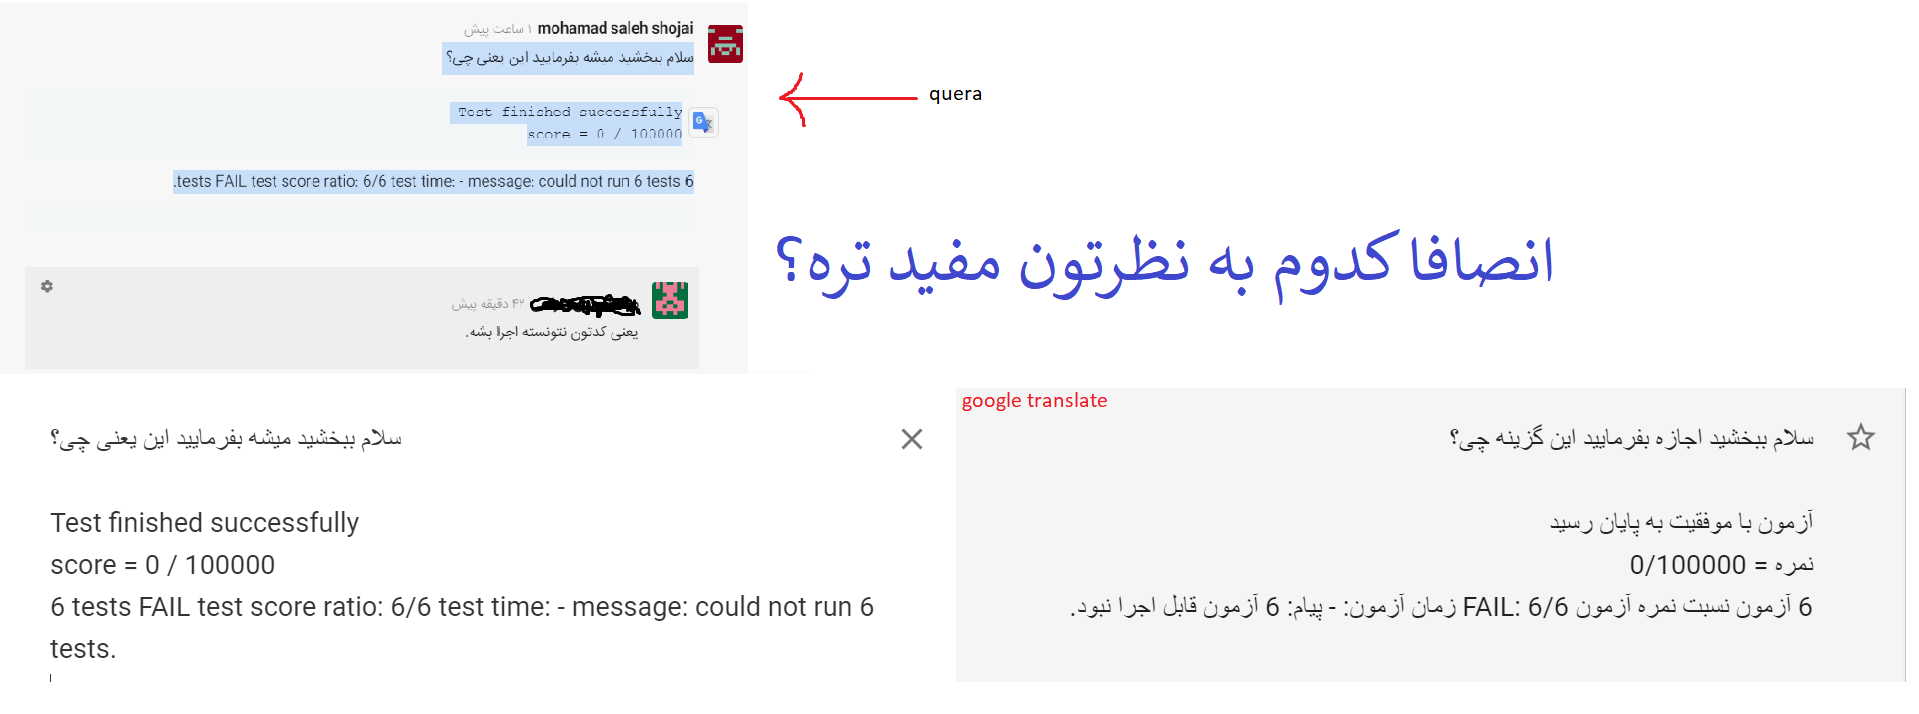 mohamad saleh shojai ۱ ساعت پیش
سلام ببخشید میشه بفرمایید این یعنی چی؟
Test finished successfully
score = 0 / 100000
6 tests FAIL test score ratio: 6/6 test time: - message: could not run 6 tests.
quera
انصافا کدوم به نظرتون مفید تره؟
۴۲ دقیقه پیش
یعنی کدتون نتونسته اجرا بشه.
سلام ببخشید میشه بفرمایید این یعنی چی؟
Test finished successfully
score = 0 / 100000
6 tests FAIL test score ratio: 6/6 test time: - message: could not run 6
tests.
google translate
سلام ببخشید اجازه بفرمایید این گزینه چی؟
آزمون با موفقیت به پایان رسید
نمره = 0/100000
6 آزمون نسبت نمره آزمون FAIL: 6/6 زمان آزمون: - پیام: 6 آزمون قابل اجرا نبود.